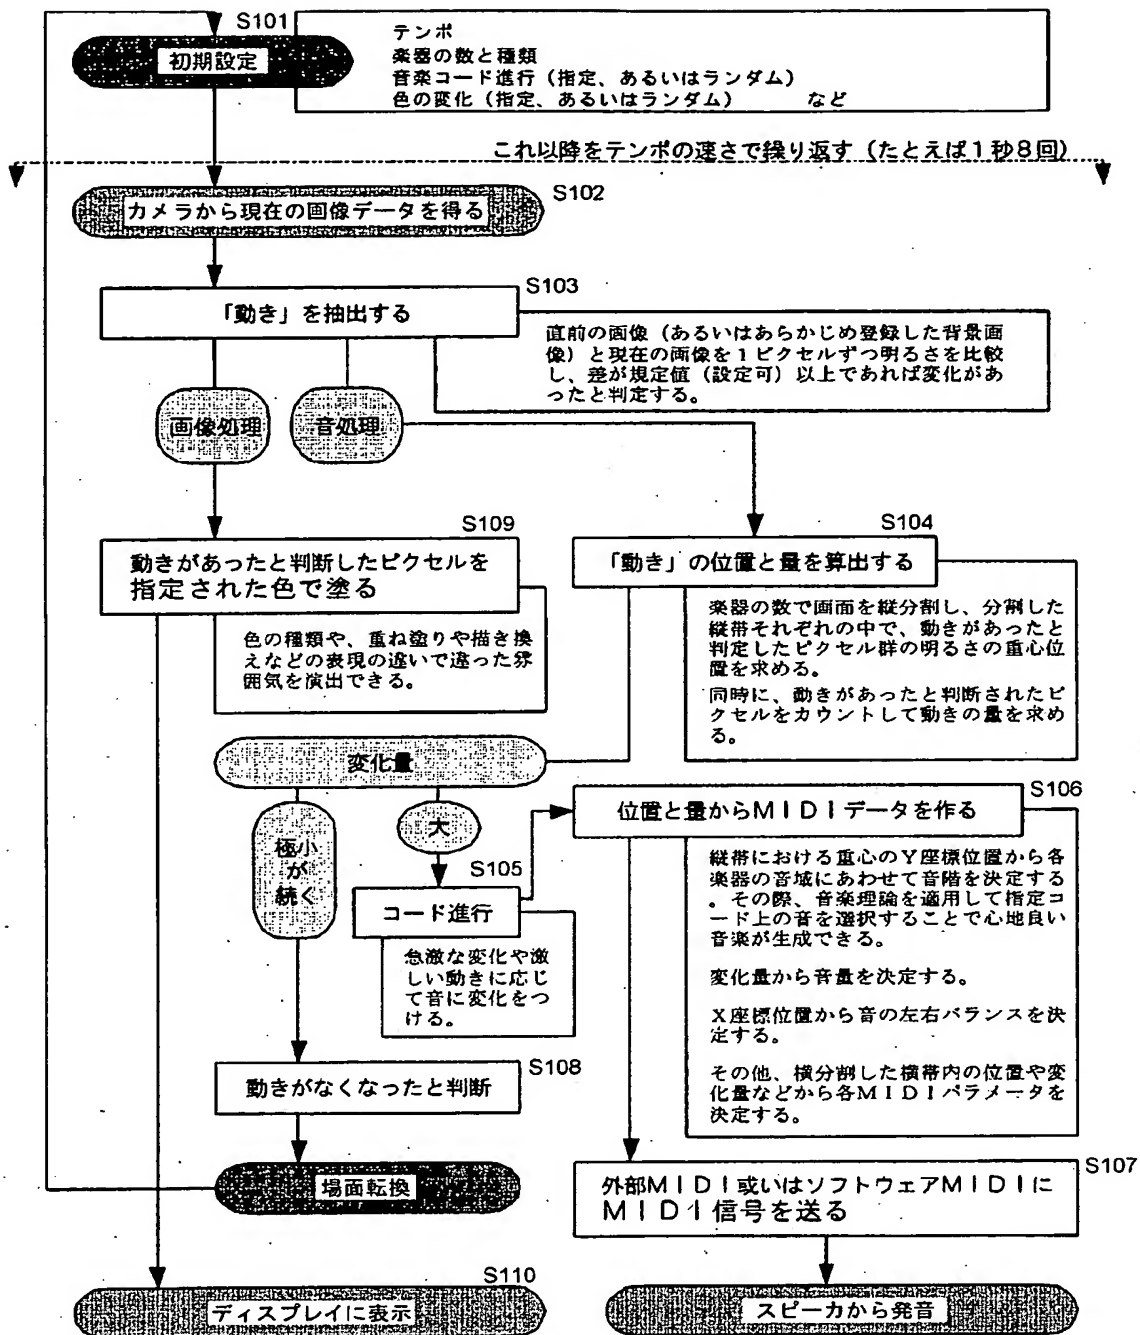 S101
初期設定
テンポ
楽器の数と種類
音楽コード進行（指定、あるいはランダム）
色の変化（指定、あるいはランダム）　など
これ以降をテンポの速さで繰り返す（たとえば１秒８回）
S102
カメラから現在の画像データを得る
S103
「動き」を抽出する
直前の画像（あるいはあらかじめ登録した背景画
像）と現在の画像を１ピクセルずつ明るさを比較
し、差が規定値（設定可）以上であれば変化があ
ったと判定する。
画像処理
音処理
S109
動きがあったと判断したピクセルを
指定された色で塗る
色の種類や、重ね塗りや描き換
えなどの表現の違いで違った雰
囲気を演出できる。
S104
「動き」の位置と量を算出する
楽器の数で画面を縦分割し、分割した
縦帯それぞれの中で、動きがあったと
判定したピクセル群の明るさの重心位
置を求める。
同時に、動きがあったと判断されたピ
クセルをカウントして動きの量を求め
る。
変化量
極小
が
続く
大
S105
コード進行
急激な変化や激
しい動きに応じ
て音に変化をつ
ける。
S106
位置と量からＭＩＤＩデータを作る
縦帯における重心のＹ座標位置から各
楽器の音域にあわせて音階を決定する
。その際、音楽理論を適用して指定コ
ード上の音を選択することで心地良い
音楽が生成できる。
変化量から音量を決定する。
Ｘ座標位置から音の左右バランスを決
定する。
その他、横分割した横帯内の位置や変
化量などから各ＭＩＤＩパラメータを
決定する。
S108
動きがなくなったと判断
場面転換
S107
外部ＭＩＤＩ或いはソフトウェアＭＩＤＩに
ＭＩＤＩ信号を送る
S110
ディスプレイに表示
スピーカから発音